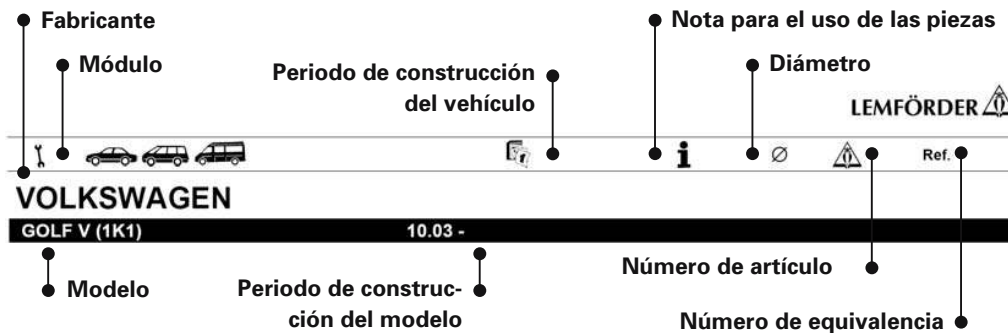 Fabricante
Nota para el uso de las piezas
Módulo
Diámetro
Periodo de construcción
del vehículo
LEMFÖRDER
i
Ø
Ref.
VOLKSWAGEN
GOLF V (1K1) 10.03 -
Número de artículo
Modelo
Periodo de construc-
ción del modelo
Número de equivalencia